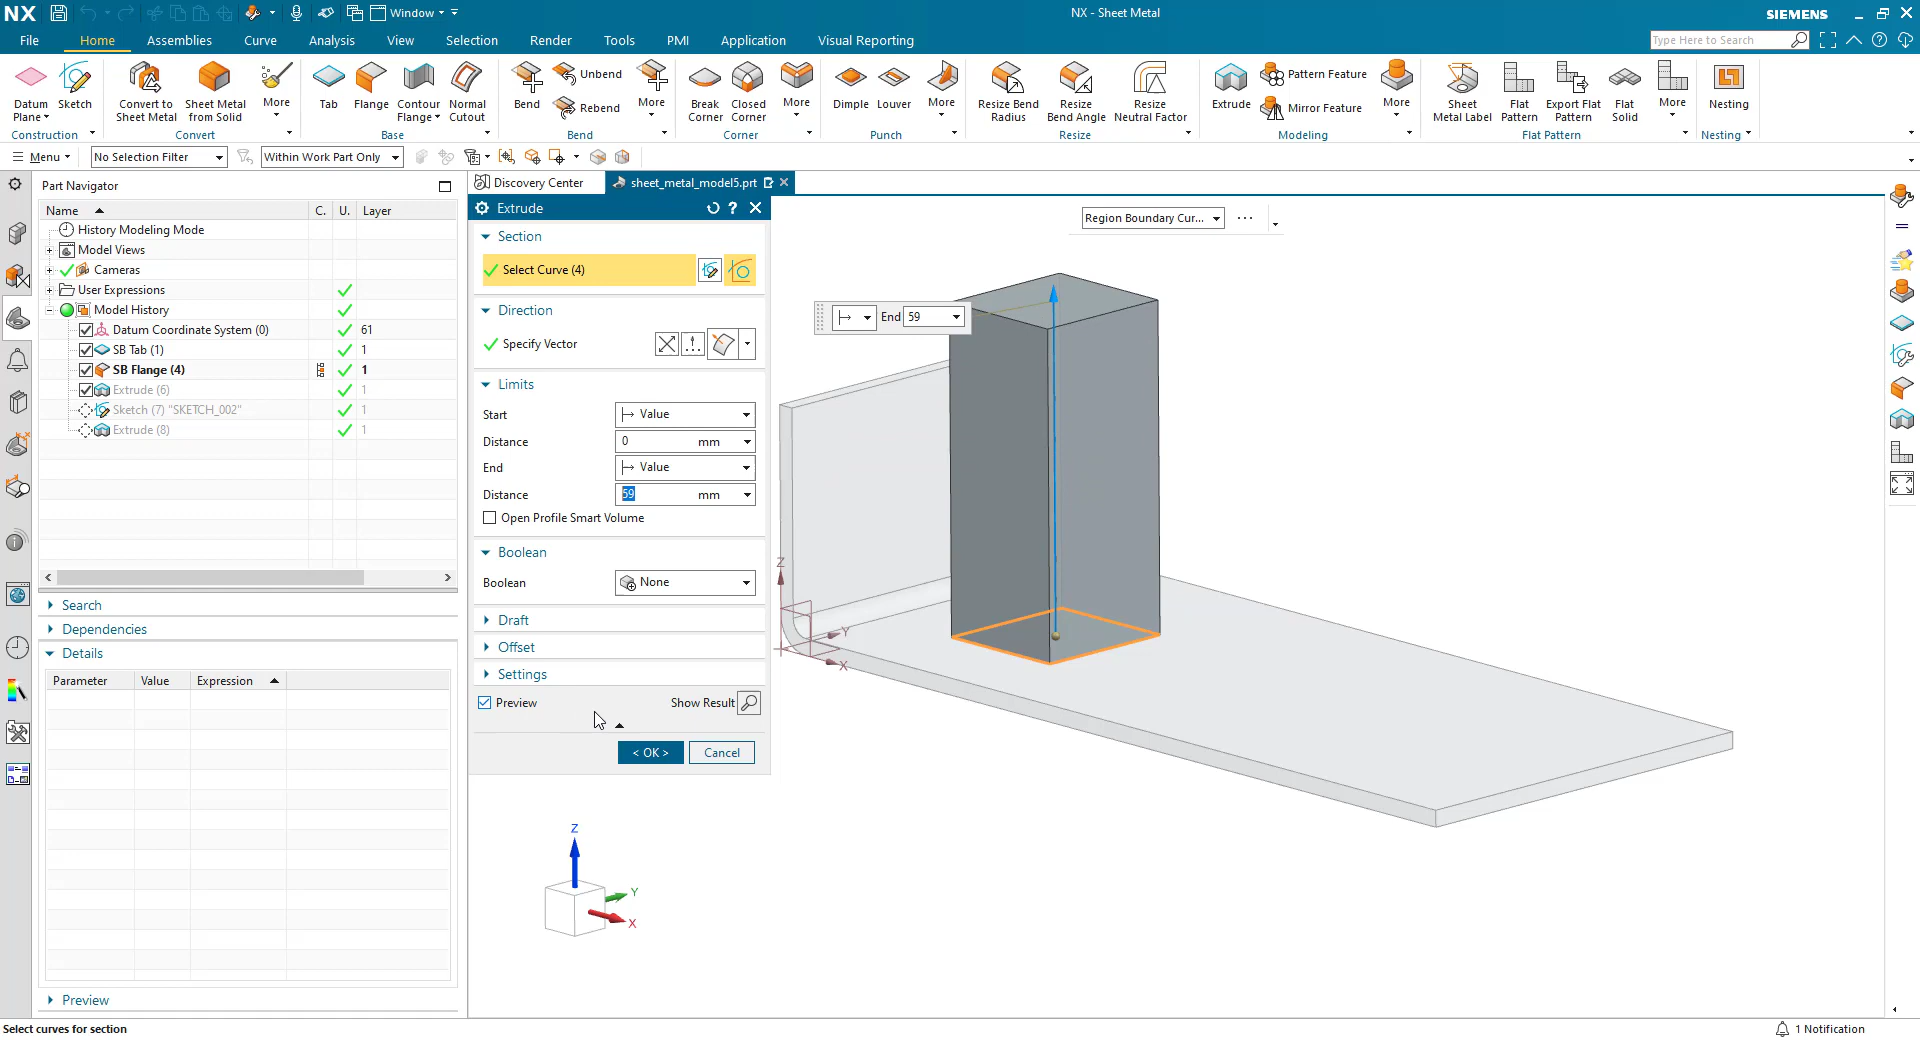 NX
Window
NX - Sheet Metal
SIEMENS
File Home Assemblies Curve Analysis View Selection Render Tools PMI Application Visual Reporting
Type Here to Search
Datum Plane
Sketch
Construction
Convert to Sheet Metal
Sheet Metal from Solid
More
Convert
Tab
Flange
Contour Flange
Normal Cutout
Base
Bend
Unbend
Rebend
More
Bend
Break Corner
Closed Corner
More
Corner
Dimple
Louver
More
Punch
Resize Bend Radius
Resize Bend Angle
Resize Neutral Factor
Resize
Extrude
Pattern Feature
Mirror Feature
More
Modeling
Sheet Metal Label
Flat Pattern
Export Flat Pattern
Flat Solid
More
Flat Pattern
Nesting
Nesting
Menu
No Selection Filter
Within Work Part Only
Part Navigator
Name C. U. Layer
History Modeling Mode
Model Views
Cameras
User Expressions
Model History
Datum Coordinate System (0) 61
SB Tab (1) 1
SB Flange (4) 1
Extrude (6) 1
Sketch (7) "SKETCH_002" 1
Extrude (8) 1
Search
Dependencies
Details
Parameter Value Expression
Preview
Discovery Center
sheet_metal_model5.prt
Extrude
?
Section
Select Curve (4)
Direction
Specify Vector
Limits
Start Value
Distance 0 mm
End Value
Distance 59 mm
Open Profile Smart Volume
Boolean
Boolean None
Draft
Offset
Settings
Preview
Show Result
< OK >
Cancel
Region Boundary Cur...
End 59
Z
Y
X
Z
Y
X
Select curves for section
1 Notification